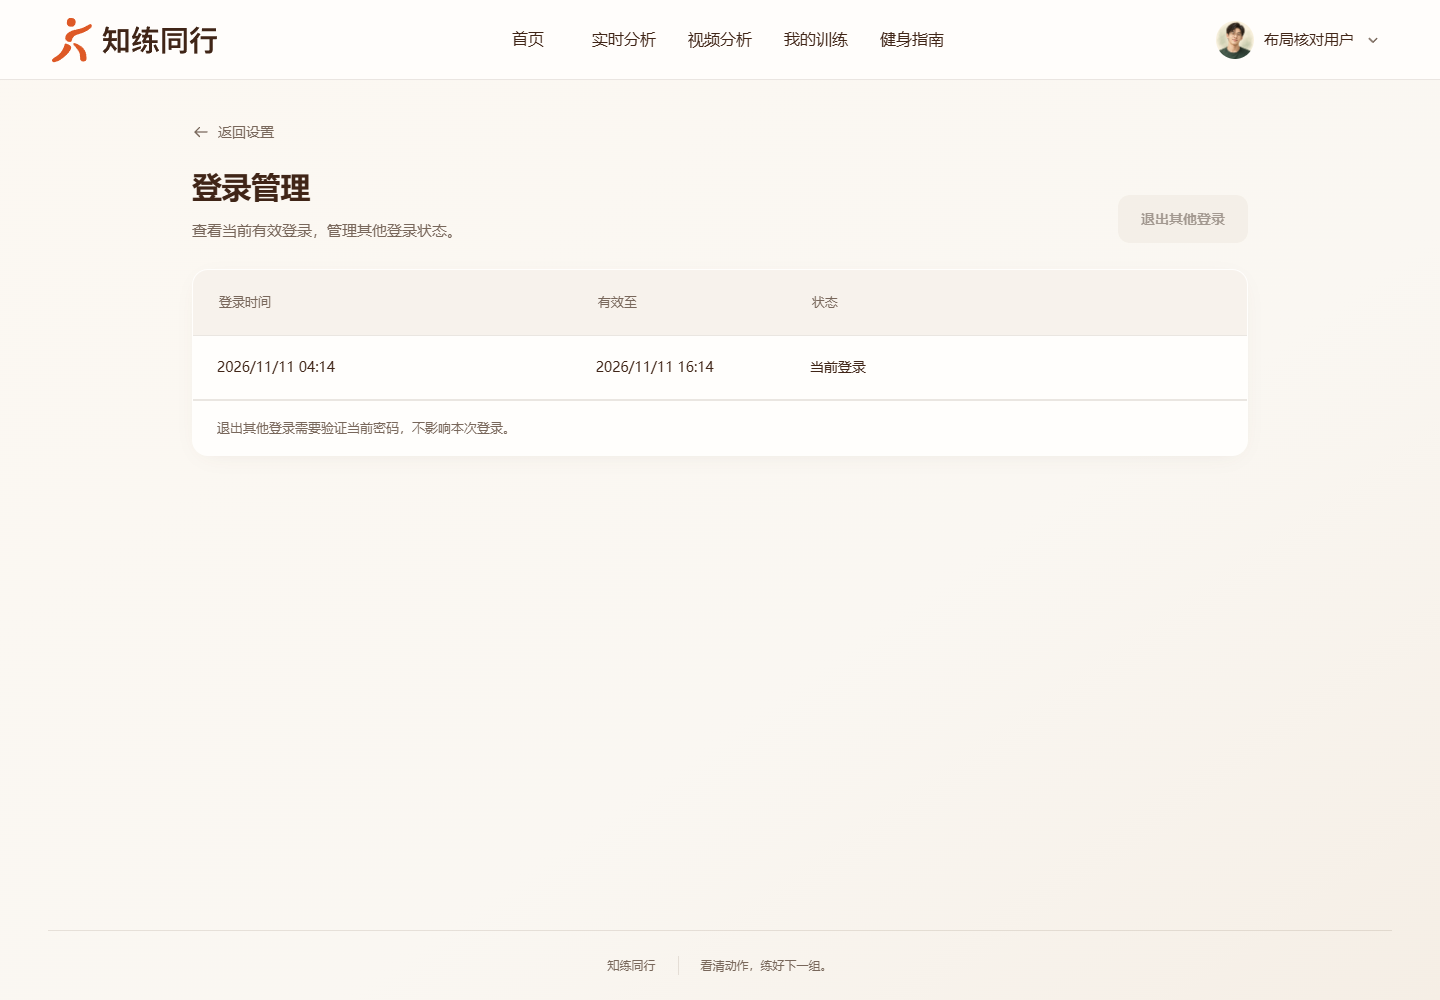 知练同行
首页 实时分析 视频分析 我的训练 健身指南
布局核对用户
返回设置
登录管理
查看当前有效登录，管理其他登录状态。
退出其他登录
登录时间 有效至 状态
2026/11/11 04:14 2026/11/11 16:14 当前登录
退出其他登录需要验证当前密码，不影响本次登录。
知练同行 看清动作，练好下一组。